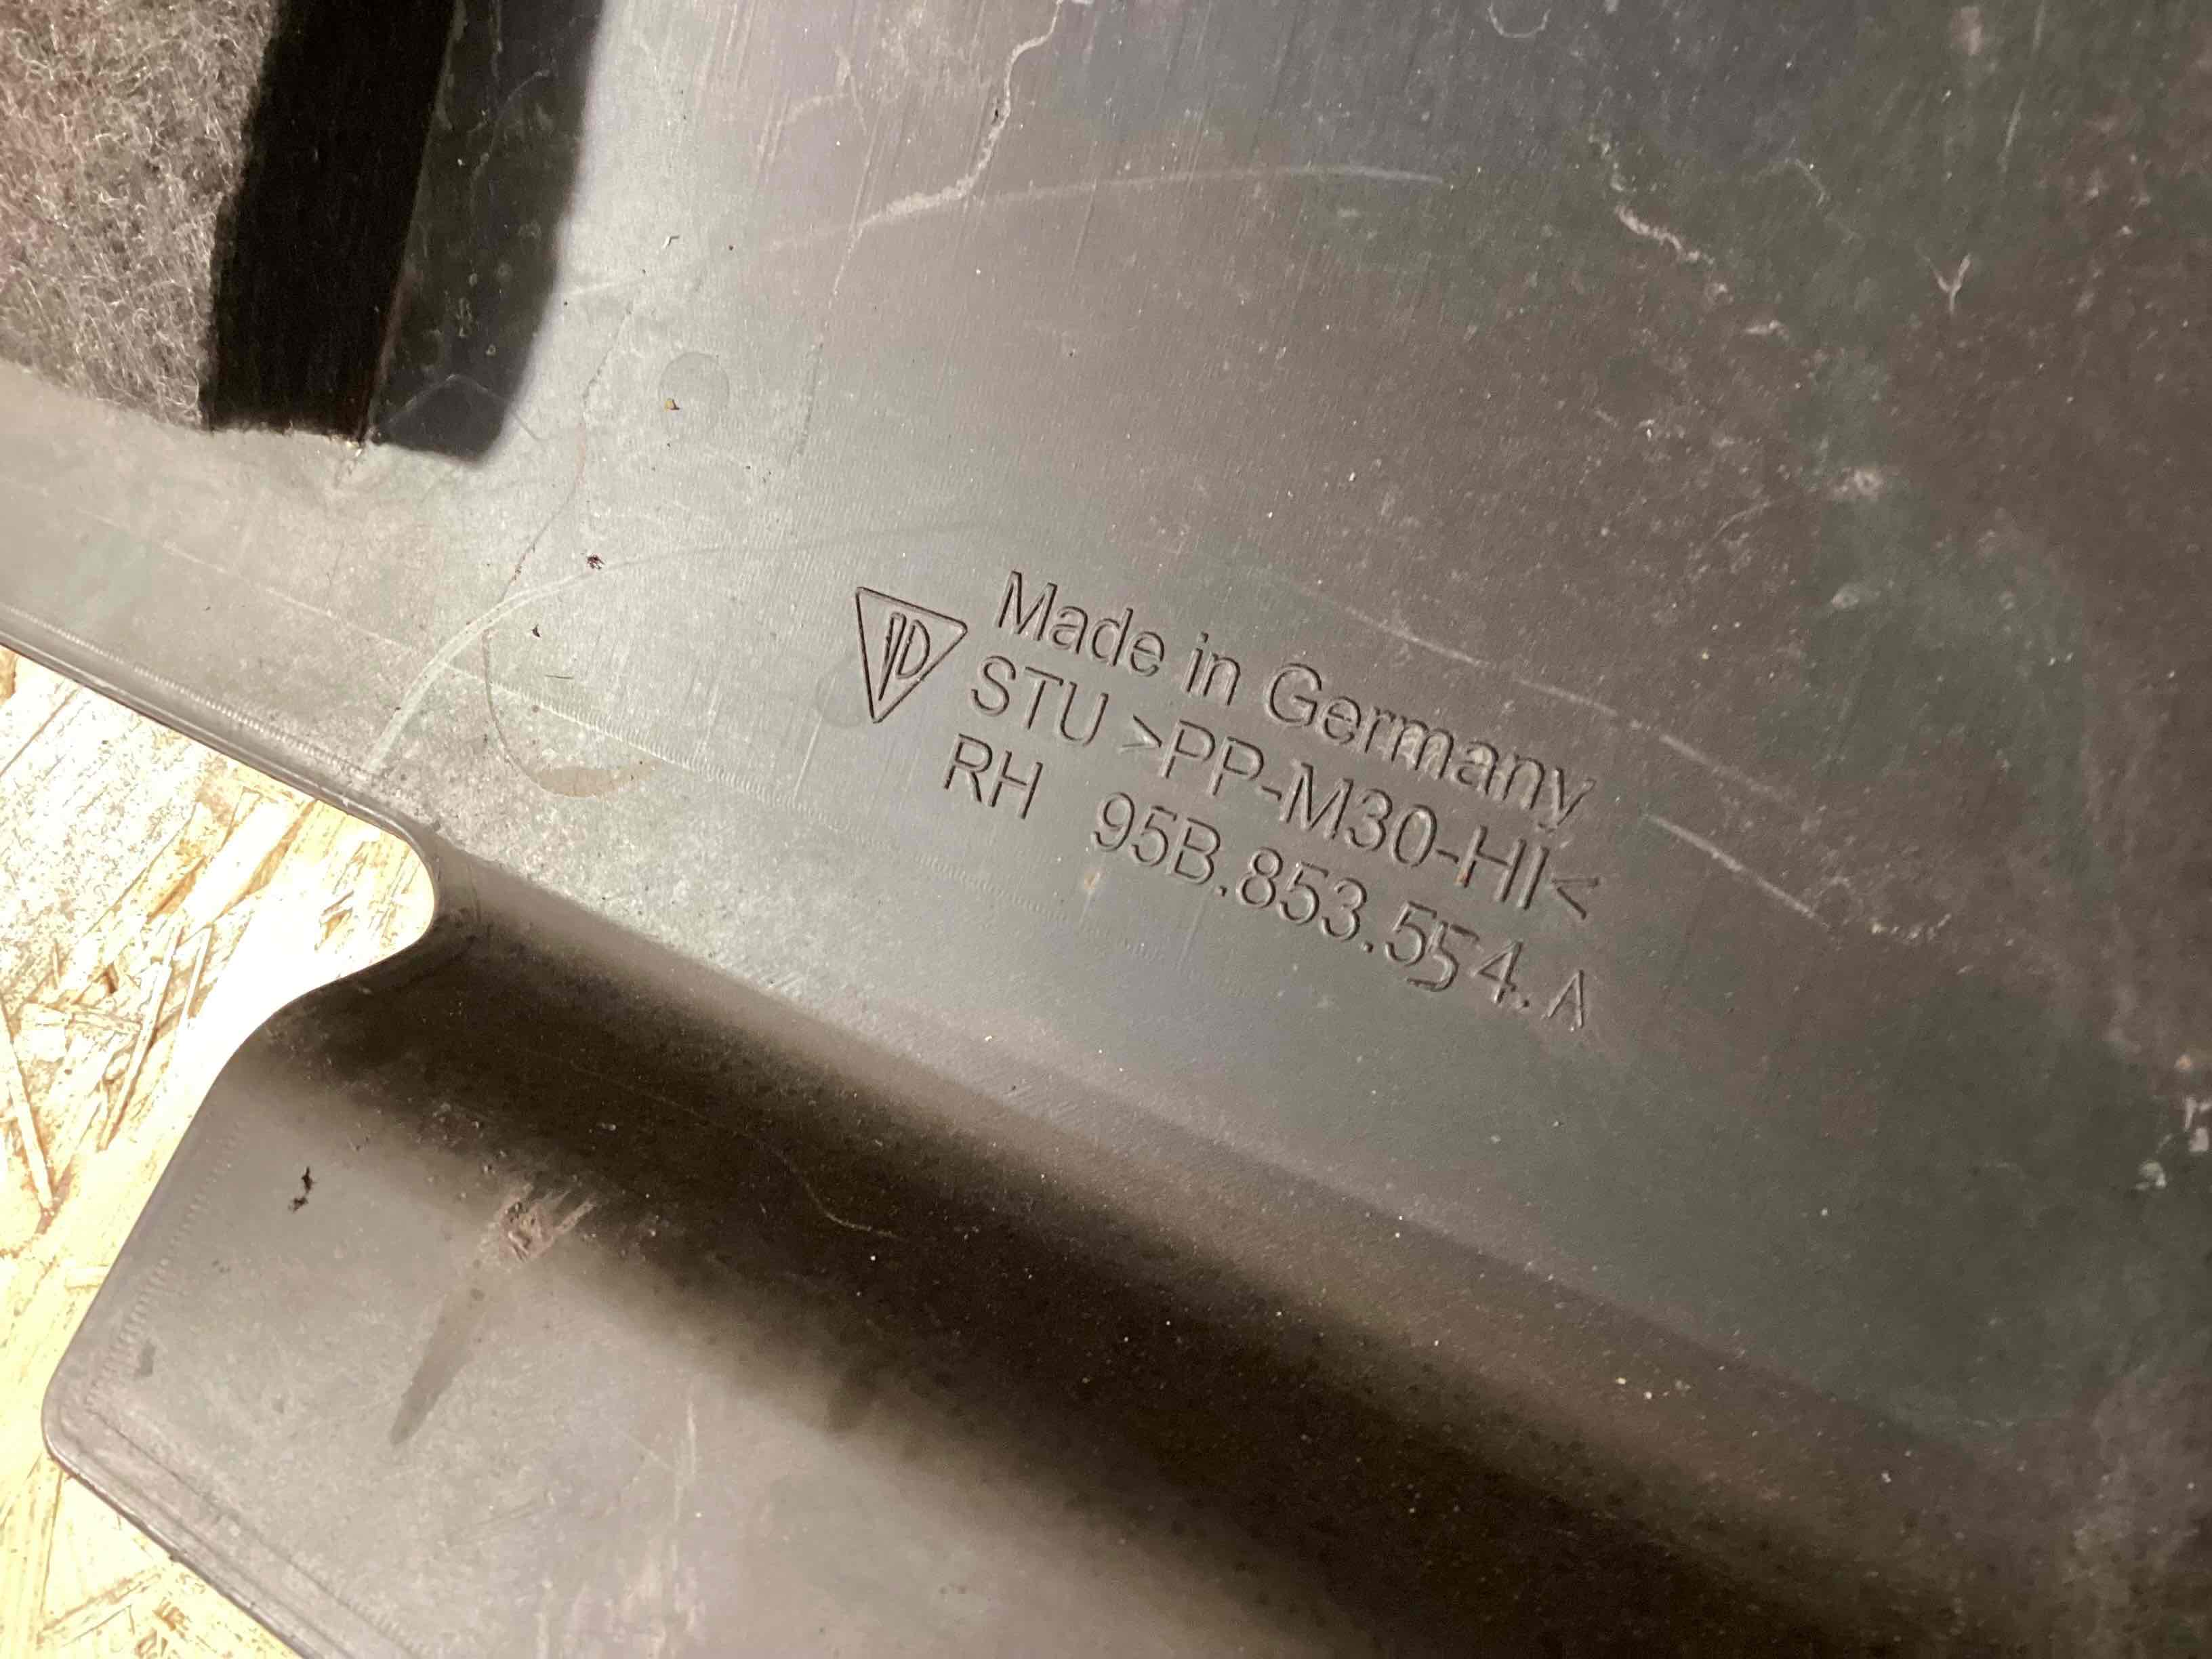 Made in Germany
STU >PP-M30-HI<
RH 95B.853.554.A